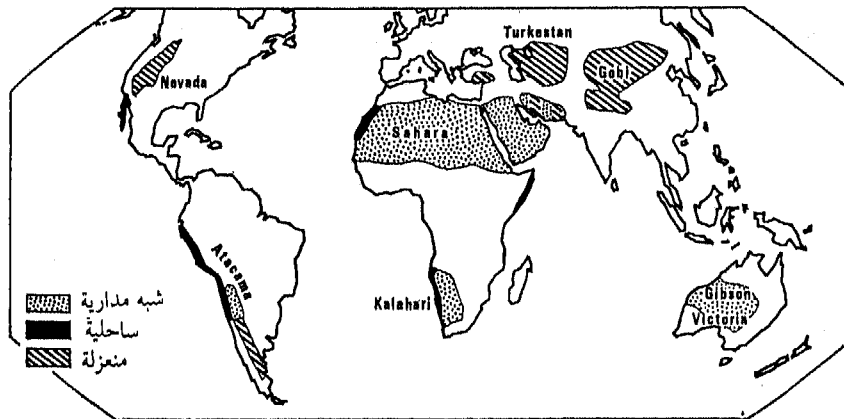 Turkestan
Nevada
Gobi
Sahara
Atacama
Kalahari
Gibson
Victoria
شبه مدارية
ساحلية
منعزلة